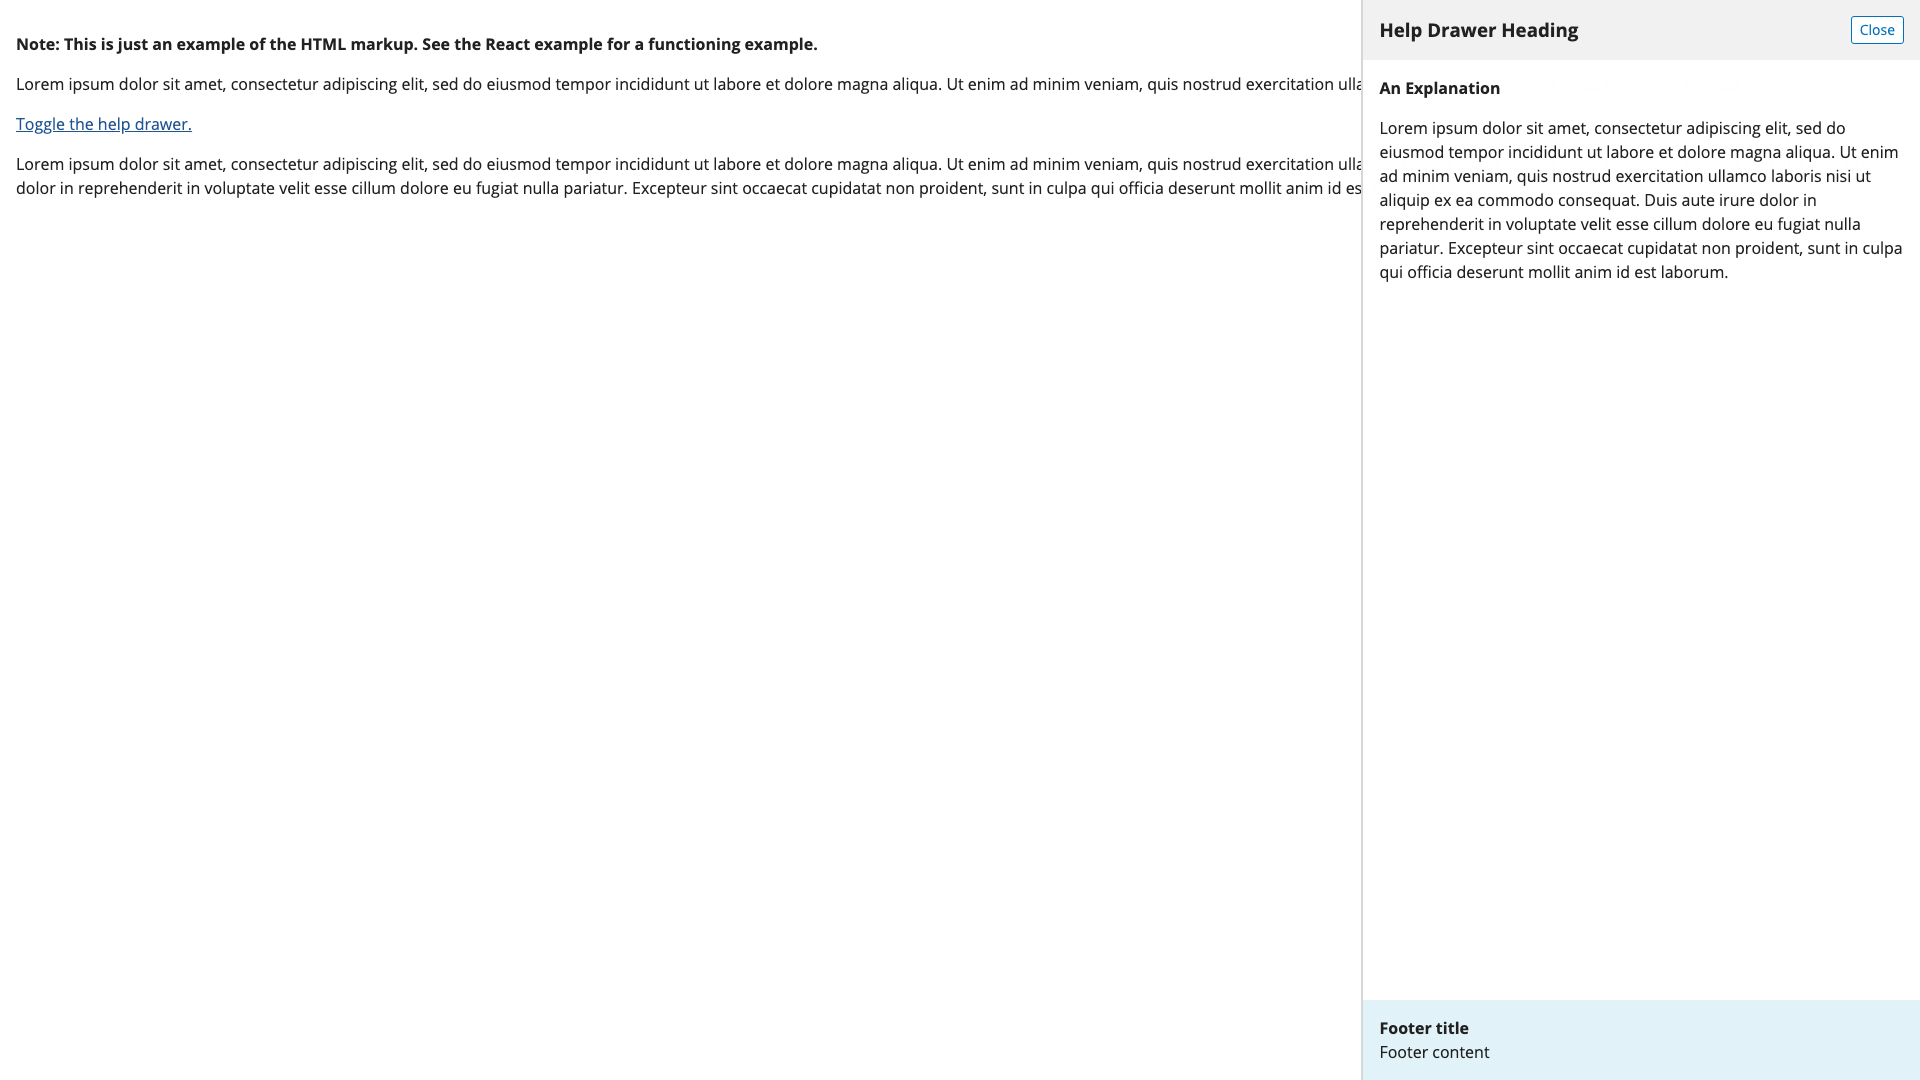 Note: This is just an example of the HTML markup. See the React example for a functioning example.
Lorem ipsum dolor sit amet, consectetur adipiscing elit, sed do eiusmod tempor incididunt ut labore et dolore magna aliqua. Ut enim ad minim veniam, quis nostrud exercitation
Toggle the help drawer.
Lorem ipsum dolor sit amet, consectetur adipiscing elit, sed do eiusmod tempor incididunt ut labore et dolore magna aliqua. Ut enim ad minim veniam, quis nostrud exercitation
dolor in reprehenderit in voluptate velit esse cillum dolore eu fugiat nulla pariatur. Excepteur sint occaecat cupidatat non proident, sunt in culpa qui officia deserunt mollit anim id
Help Drawer Heading
Close
An Explanation
Lorem ipsum dolor sit amet, consectetur adipiscing elit, sed do
eiusmod tempor incididunt ut labore et dolore magna aliqua. Ut enim
ad minim veniam, quis nostrud exercitation ullamco laboris nisi ut
aliquip ex ea commodo consequat. Duis aute irure dolor in
reprehenderit in voluptate velit esse cillum dolore eu fugiat nulla
pariatur. Excepteur sint occaecat cupidatat non proident, sunt in culpa
qui officia deserunt mollit anim id est laborum.
Footer title
Footer content